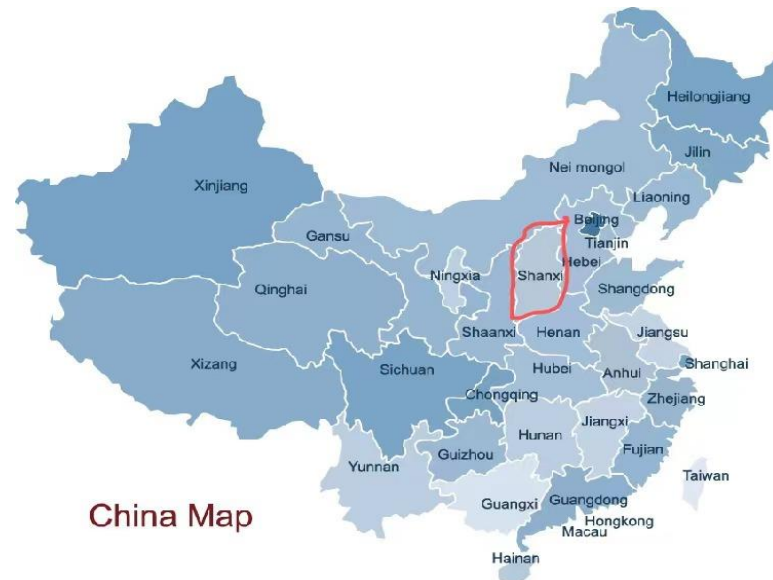 Heilongjiang
Jilin
Nei mongol
Liaoning
Xinjiang
Beijing
Gansu
Tianjin
Hebei
Ningxia
Shanxi
Qinghai
Shangdong
Shaanxi
Henan
Jiangsu
Xizang
Sichuan
Hubei
Anhui
Shanghai
Chongqing
Zhejiang
Hunan
Jiangxi
Guizhou
Fujian
Yunnan
Taiwan
Guangxi
Guangdong
Hongkong
Macau
China Map
Hainan